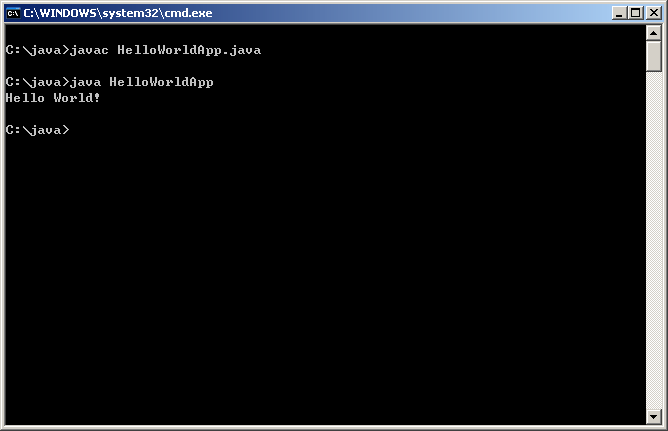 C:\WINDOWS\system32\cmd.exe
C:\java>javac HelloWorldApp.java
C:\java>java HelloWorldApp
Hello World!
C:\java>